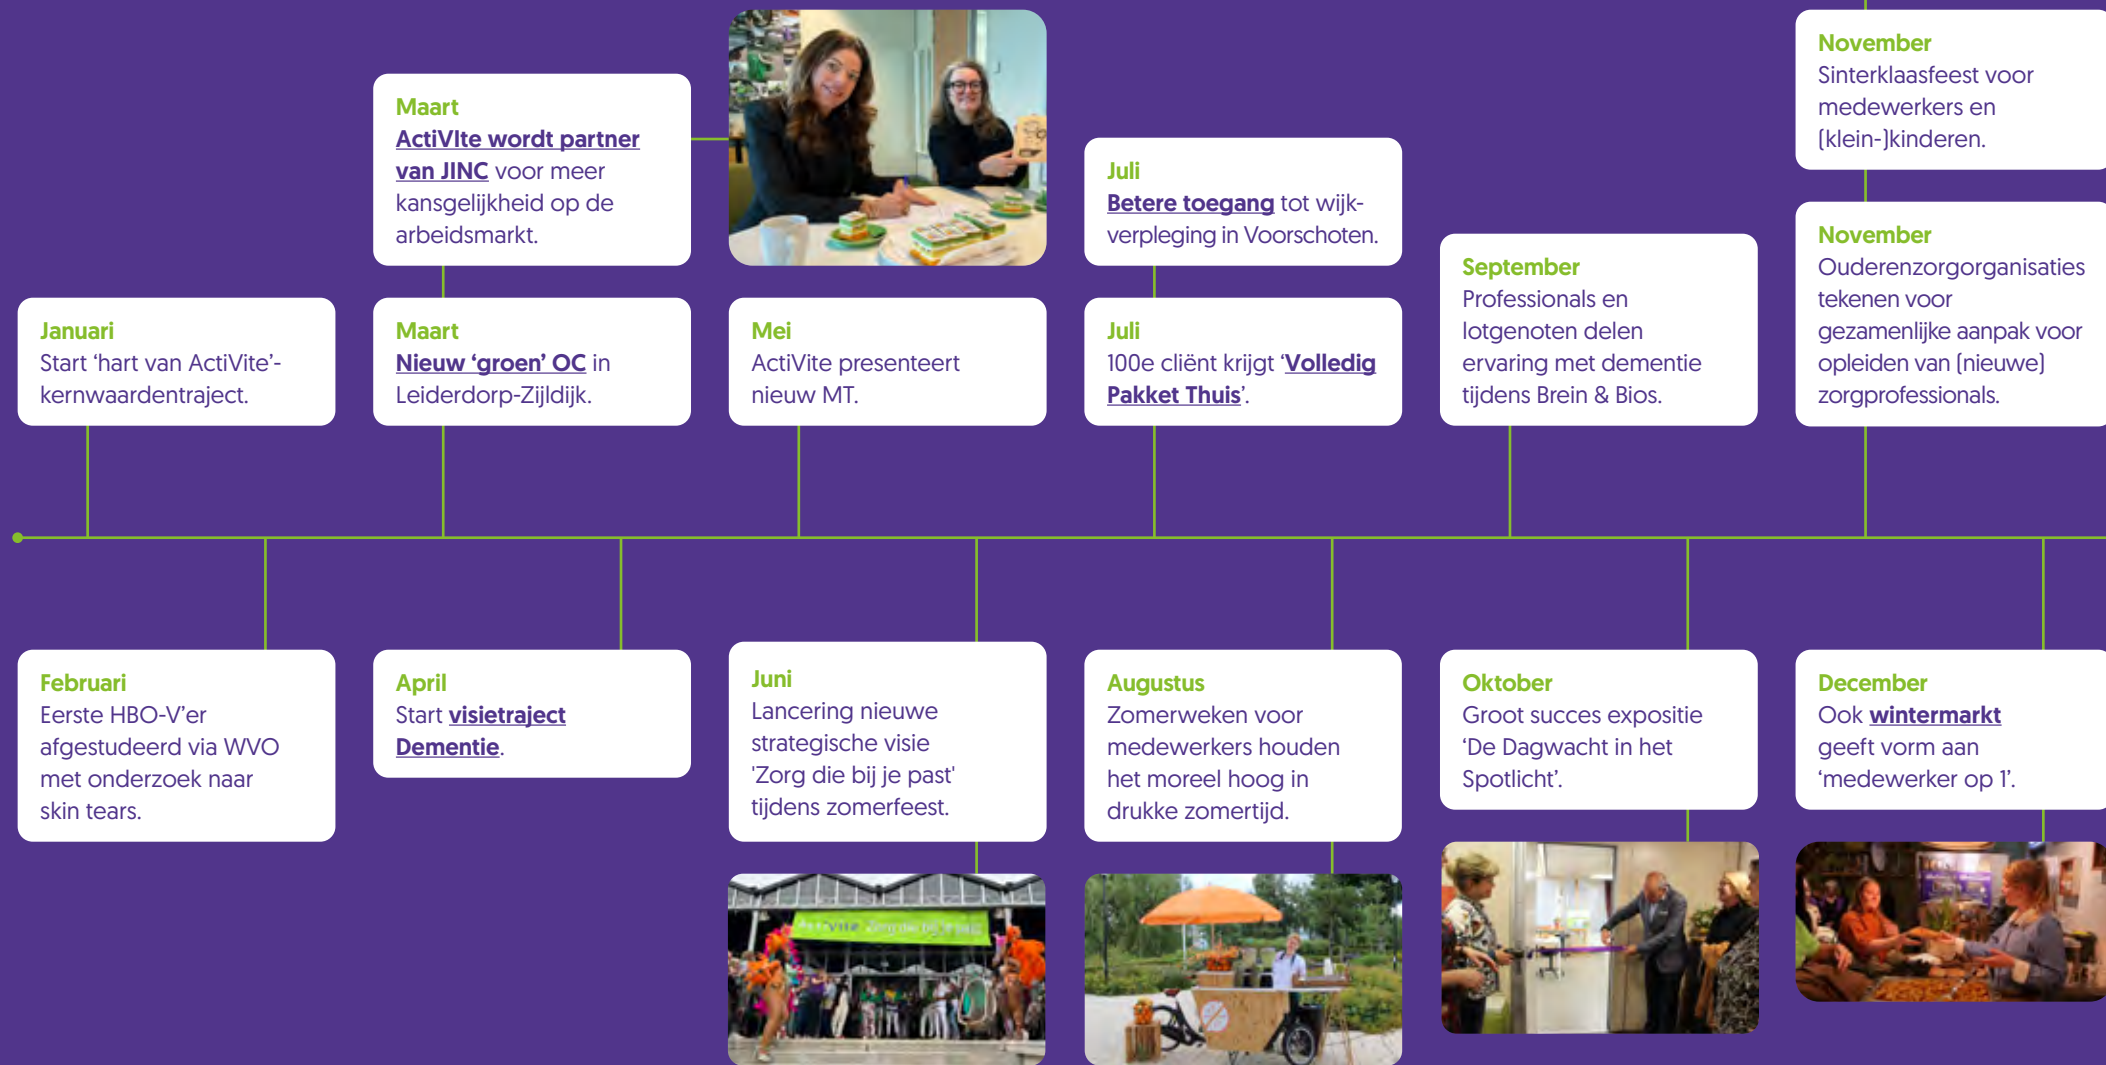 Januari
Start ‘hart van ActiVite’-
kernwaardentraject.
Februari
Eerste HBO-V’er
afgestudeerd via WVO
met onderzoek naar
skin tears.
Maart
ActiVIte wordt partner
van JINC voor meer
kansgelijkheid op de
arbeidsmarkt.
Maart
Nieuw ‘groen’ OC in
Leiderdorp-Zijldijk.
April
Start visietraject
Dementie.
Mei
ActiVite presenteert
nieuw MT.
Juni
Lancering nieuwe
strategische visie
'Zorg die bij je past'
tijdens zomerfeest.
Juli
Betere toegang tot wijk-
verpleging in Voorschoten.
Juli
100e cliënt krijgt ‘Volledig
Pakket Thuis’.
Augustus
Zomerweken voor
medewerkers houden
het moreel hoog in
drukke zomertijd.
September
Professionals en
lotgenoten delen
ervaring met dementie
tijdens Brein & Bios.
Oktober
Groot succes expositie
‘De Dagwacht in het
Spotlicht’.
November
Sinterklaasfeest voor
medewerkers en
(klein-)kinderen.
November
Ouderenzorgorganisaties
tekenen voor
gezamenlijke aanpak voor
opleiden van (nieuwe)
zorgprofessionals.
December
Ook wintermarkt
geeft vorm aan
‘medewerker op 1’.